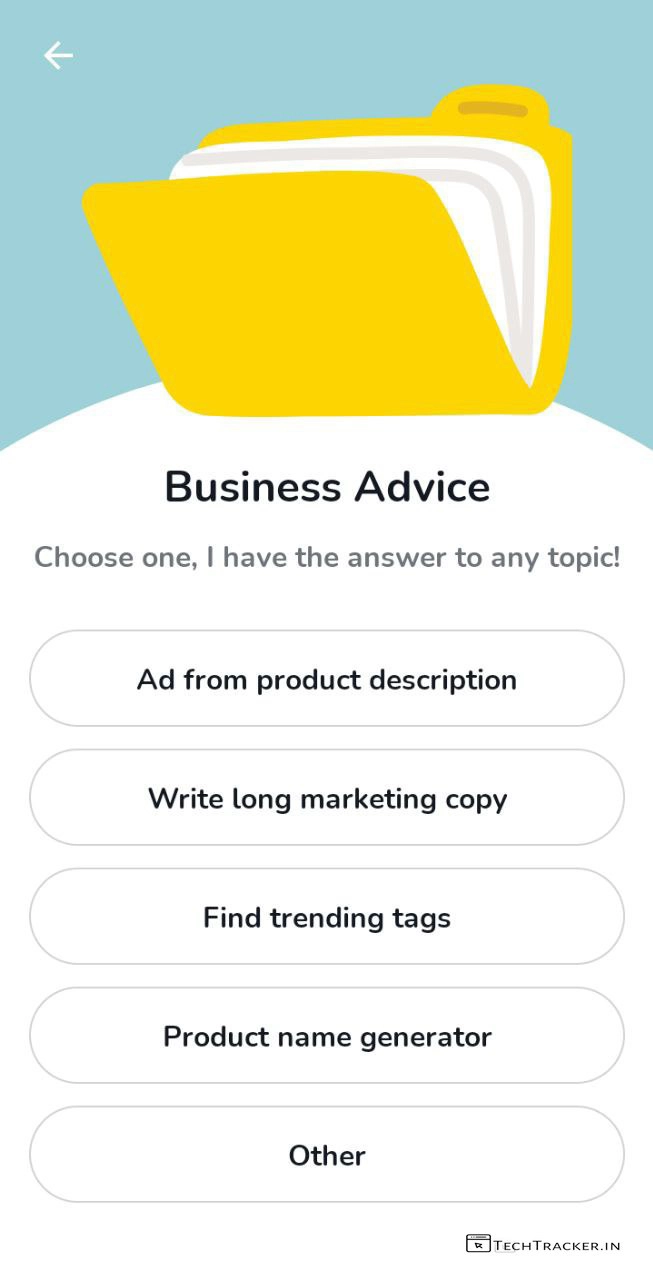 Business Advice
Choose one, I have the answer to any topic!
Ad from product description
Write long marketing copy
Find trending tags
Product name generator
Other
TECHTRACKER.IN